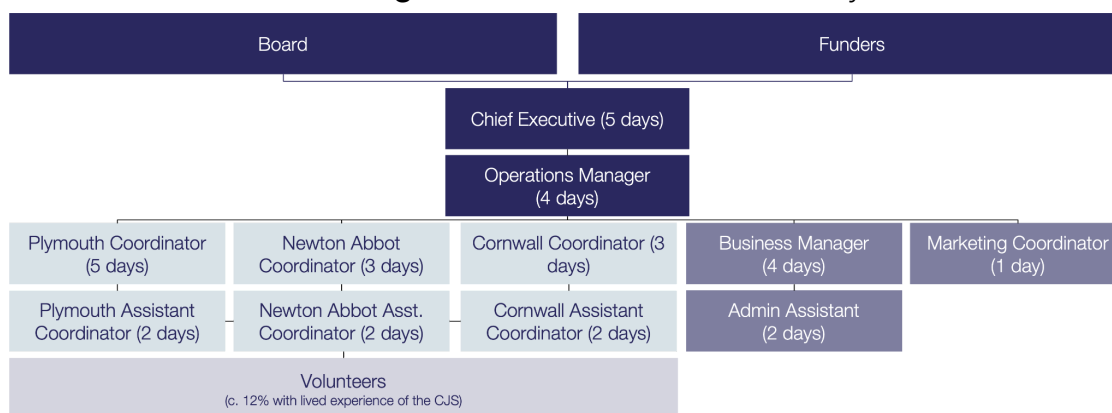 Board
Funders
Chief Executive (5 days)
Operations Manager
(4 days)
Plymouth Coordinator
(5 days)
Newton Abbot
Coordinator (3 days)
Cornwall Coordinator (3
days)
Business Manager
(4 days)
Marketing Coordinator
(1 day)
Plymouth Assistant
Coordinator (2 days)
Newton Abbot Asst.
Coordinator (2 days)
Cornwall Assistant
Coordinator (2 days)
Admin Assistant
(2 days)
Volunteers
(c. 12% with lived experience of the CJS)